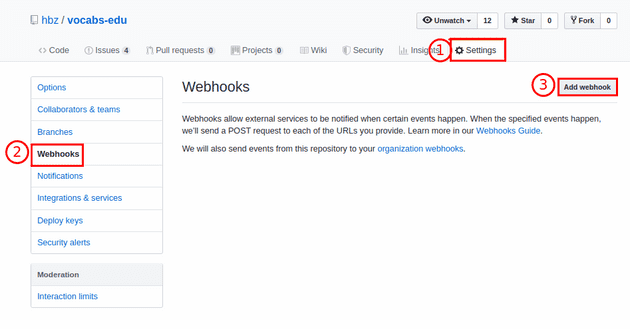 hbz / vocabs-edu
Unwatch 12 Star 0 Fork 0
Code Issues 4 Pull requests 0 Projects 0 Wiki Security Insights 1 Settings
Options
Collaborators & teams
Branches
2 Webhooks
Notifications
Integrations & services
Deploy keys
Security alerts
Moderation
Interaction limits
Webhooks
3 Add webhook
Webhooks allow external services to be notified when certain events happen. When the specified events happen,
we'll send a POST request to each of the URLs you provide. Learn more in our Webhooks Guide.
We will also send events from this repository to your organization webhooks.